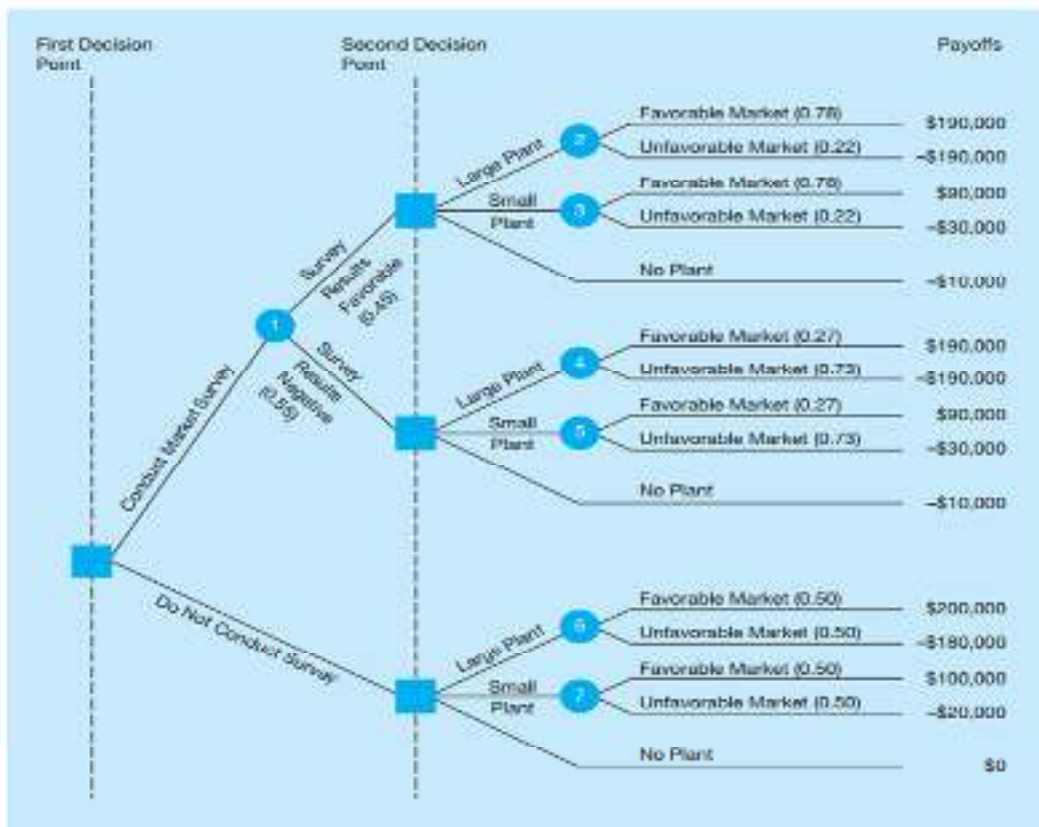 First Decision
Point
Second Decision
Point
Payoffs
Favorable Market (0.78)
$190,000
Large Plant
2
Unfavorable Market (0.22)
–$190,000
Favorable Market (0.78)
$90,000
Small
Plant
3
Unfavorable Market (0.22)
–$30,000
Survey
Results
Favorable
(0.45)
No Plant
–$10,000
1
Survey
Results
Negative
(0.55)
Favorable Market (0.27)
$190,000
Large Plant
4
Unfavorable Market (0.73)
–$190,000
Favorable Market (0.27)
$90,000
Small
Plant
5
Unfavorable Market (0.73)
–$30,000
Conduct Market Survey
No Plant
–$10,000
Do Not Conduct Survey
Favorable Market (0.50)
$200,000
Large Plant
6
Unfavorable Market (0.50)
–$180,000
Favorable Market (0.50)
$100,000
Small
Plant
7
Unfavorable Market (0.50)
–$20,000
No Plant
$0